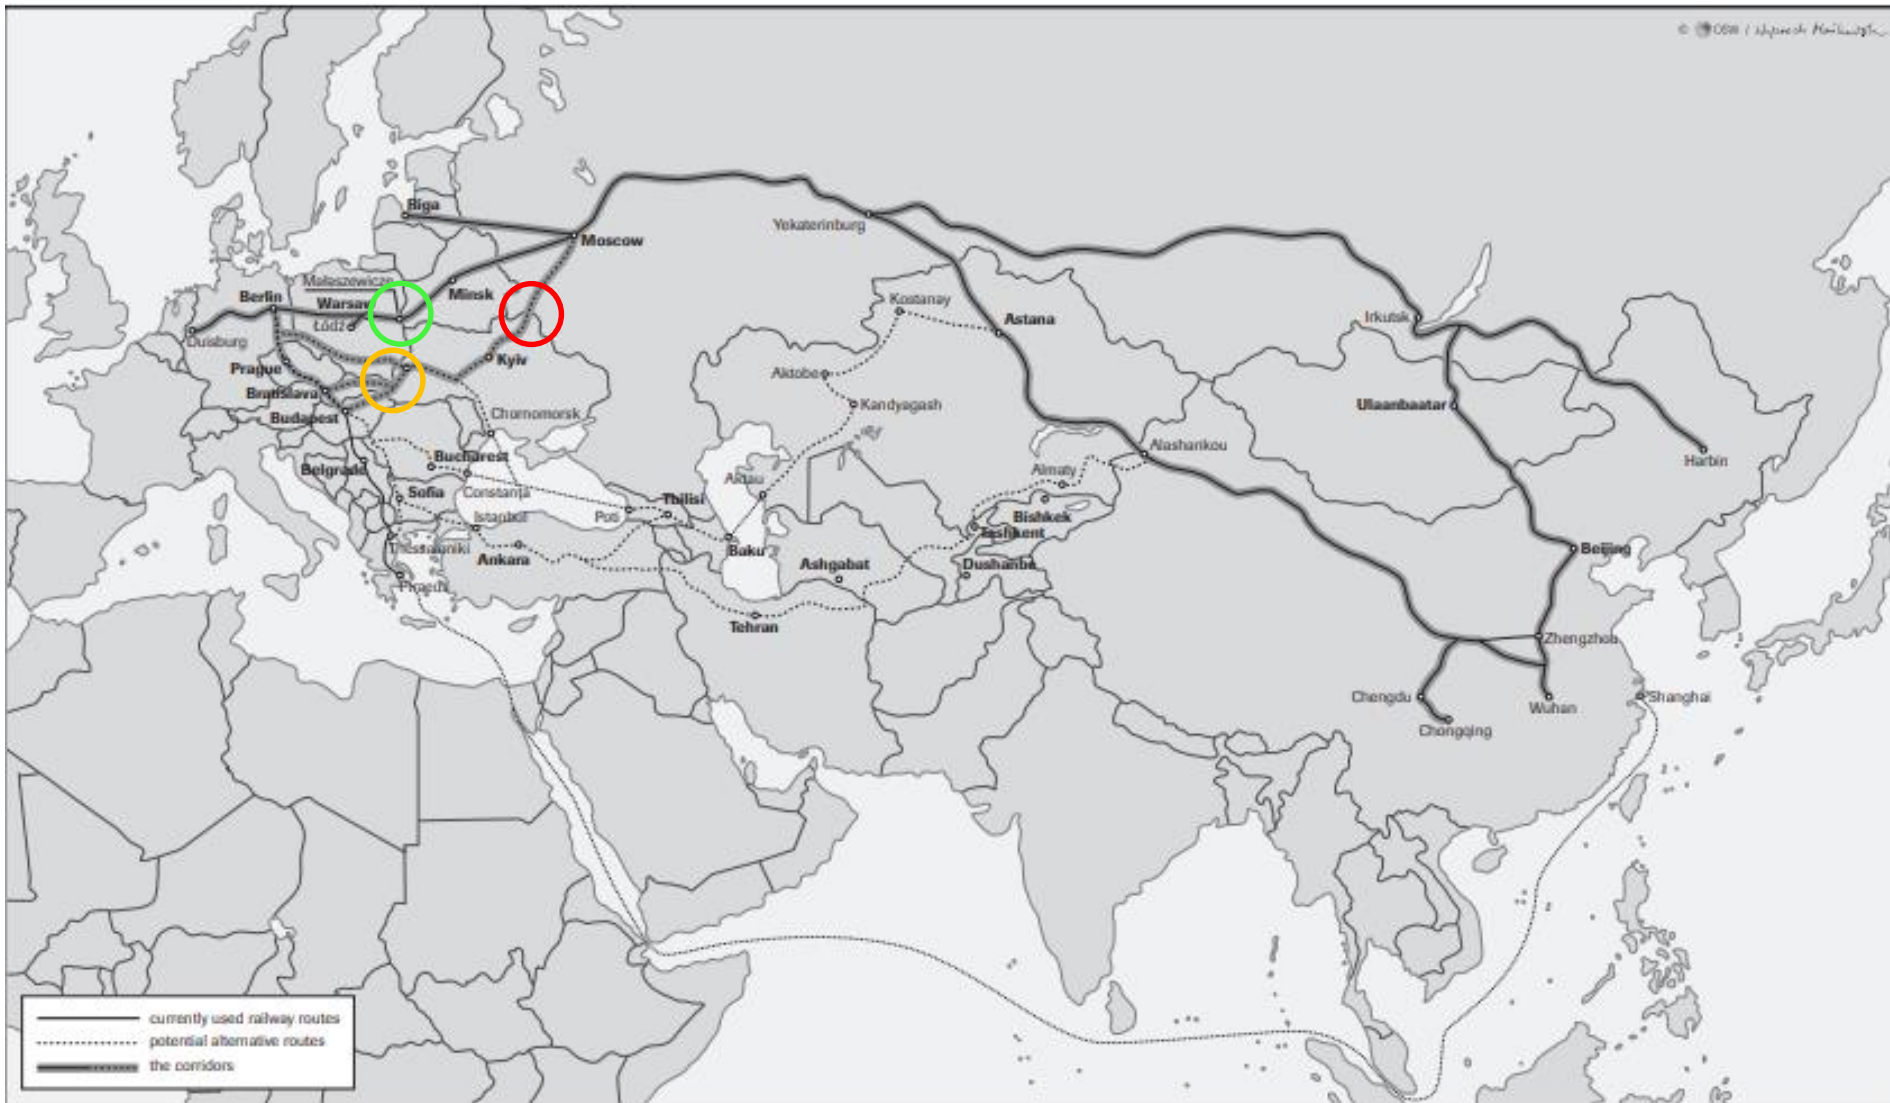 © OSW /
Riga
Moscow
Yekaterinburg
Małaszewicze
Berlin
Warsaw
Minsk
Łódź
Duisburg
Kostanay
Astana
Irkutsk
Prague
Kyiv
Bratislava
Aktobe
Budapest
Chornomorsk
Kandyagash
Ulaanbaatar
Alashankou
Harbin
Belgrade
Bucharest
Almaty
Aktau
Sofia
Constanța
Tbilisi
Istanbul
Poti
Bishkek
Tashkent
Thessaloniki
Ankara
Baku
Ashgabat
Dushanbe
Beijing
Piraeus
Tehran
Zhengzhou
Chengdu
Wuhan
Shanghai
Chongqing
currently used railway routes
potential alternative routes
the corridors